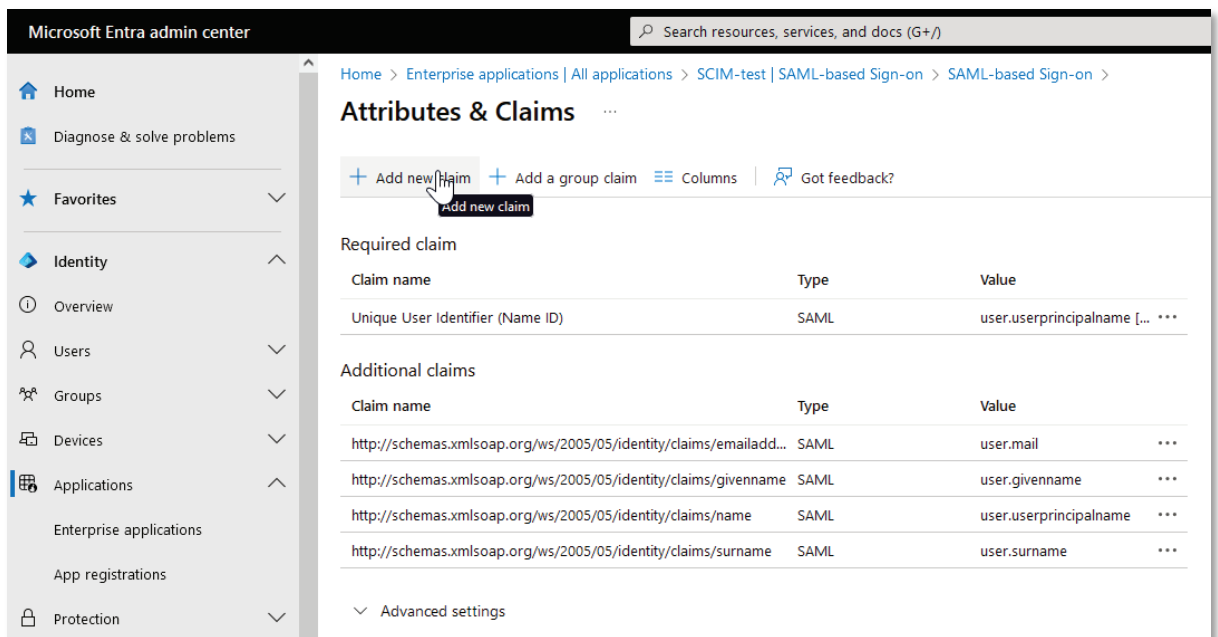 Microsoft Entra admin center
Search resources, services, and docs (G+/)
Home
Diagnose & solve problems
Favorites
Identity
Overview
Users
Groups
Devices
Applications
Enterprise applications
App registrations
Protection
Home > Enterprise applications | All applications > SCIM-test | SAML-based Sign-on > SAML-based Sign-on >
Attributes & Claims ...
Add new claim Add a group claim Columns Got feedback?
Add new claim
Required claim
Claim name Type Value
Unique User Identifier (Name ID) SAML user.userprincipalname [... ...
Additional claims
Claim name Type Value
http://schemas.xmlsoap.org/ws/2005/05/identity/claims/emailadd... SAML user.mail ...
http://schemas.xmlsoap.org/ws/2005/05/identity/claims/givenname SAML user.givenname ...
http://schemas.xmlsoap.org/ws/2005/05/identity/claims/name SAML user.userprincipalname ...
http://schemas.xmlsoap.org/ws/2005/05/identity/claims/surname SAML user.surname ...
Advanced settings